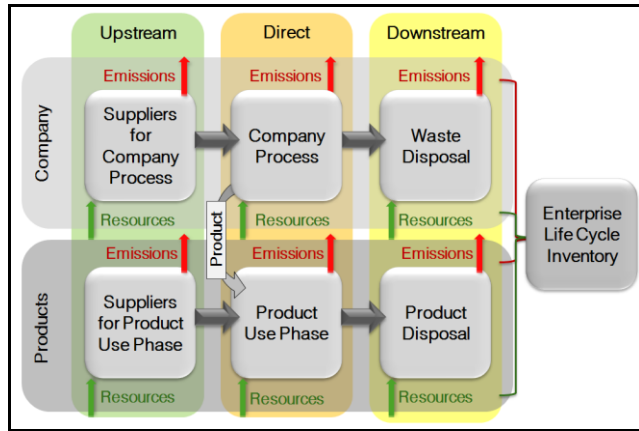 Upstream
Direct
Downstream
Company
Emissions
Emissions
Emissions
Suppliers
for
Company
Process
Company
Process
Waste
Disposal
Resources
Resources
Resources
Product
Enterprise
Life Cycle
Inventory
Products
Emissions
Emissions
Emissions
Suppliers
for Product
Use Phase
Product
Use Phase
Product
Disposal
Resources
Resources
Resources